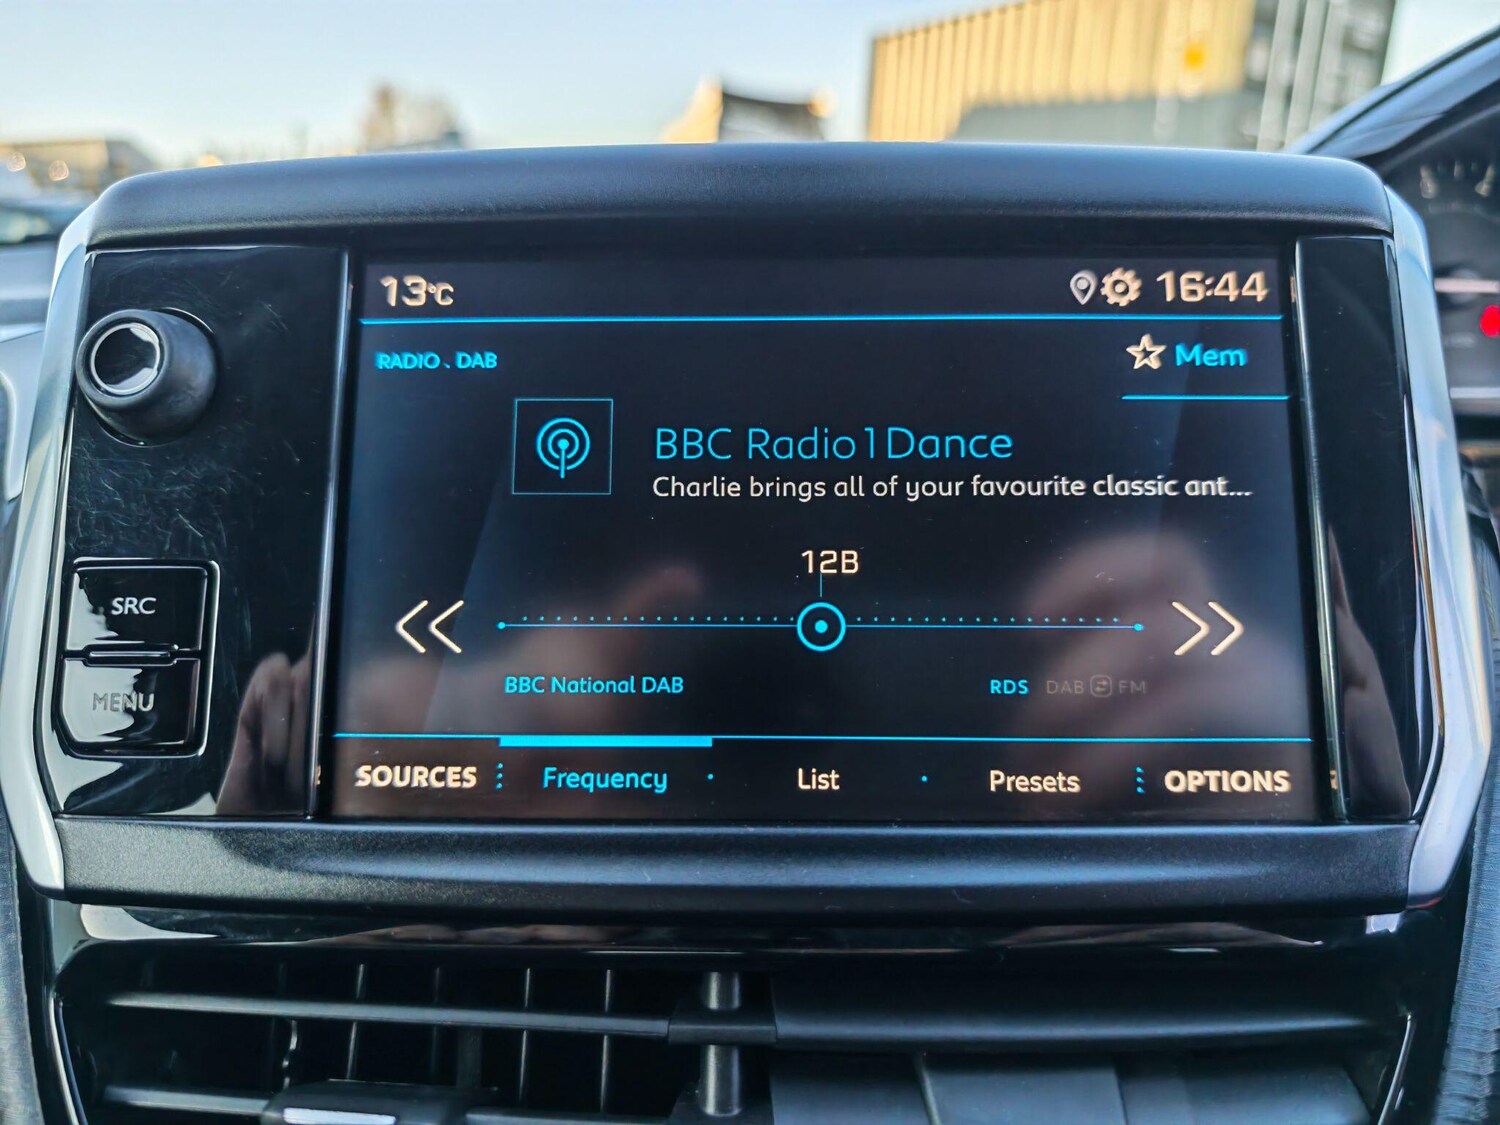 13°C 16:44
RADIO . DAB
Mem
BBC Radio 1 Dance
Charlie brings all of your favourite classic ant...
12B
SRC
BBC National DAB RDS DAB FM
MENU
SOURCES Frequency List Presets OPTIONS